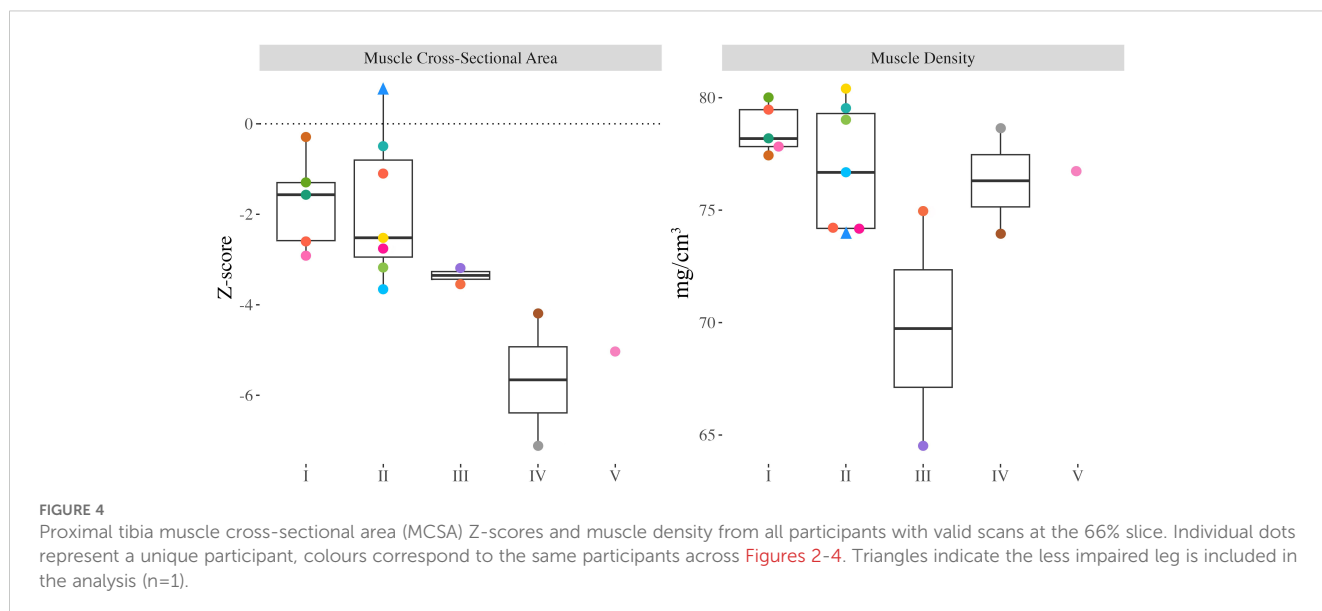 Muscle Cross-Sectional Area
Z-score
0
-2
-4
-6
I II III IV V
Muscle Density
mg/cm³
80
75
70
65
I II III IV V
FIGURE 4
Proximal tibia muscle cross-sectional area (MCSA) Z-scores and muscle density from all participants with valid scans at the 66% slice. Individual dots
represent a unique participant, colours correspond to the same participants across Figures 2-4. Triangles indicate the less impaired leg is included in
the analysis (n=1).